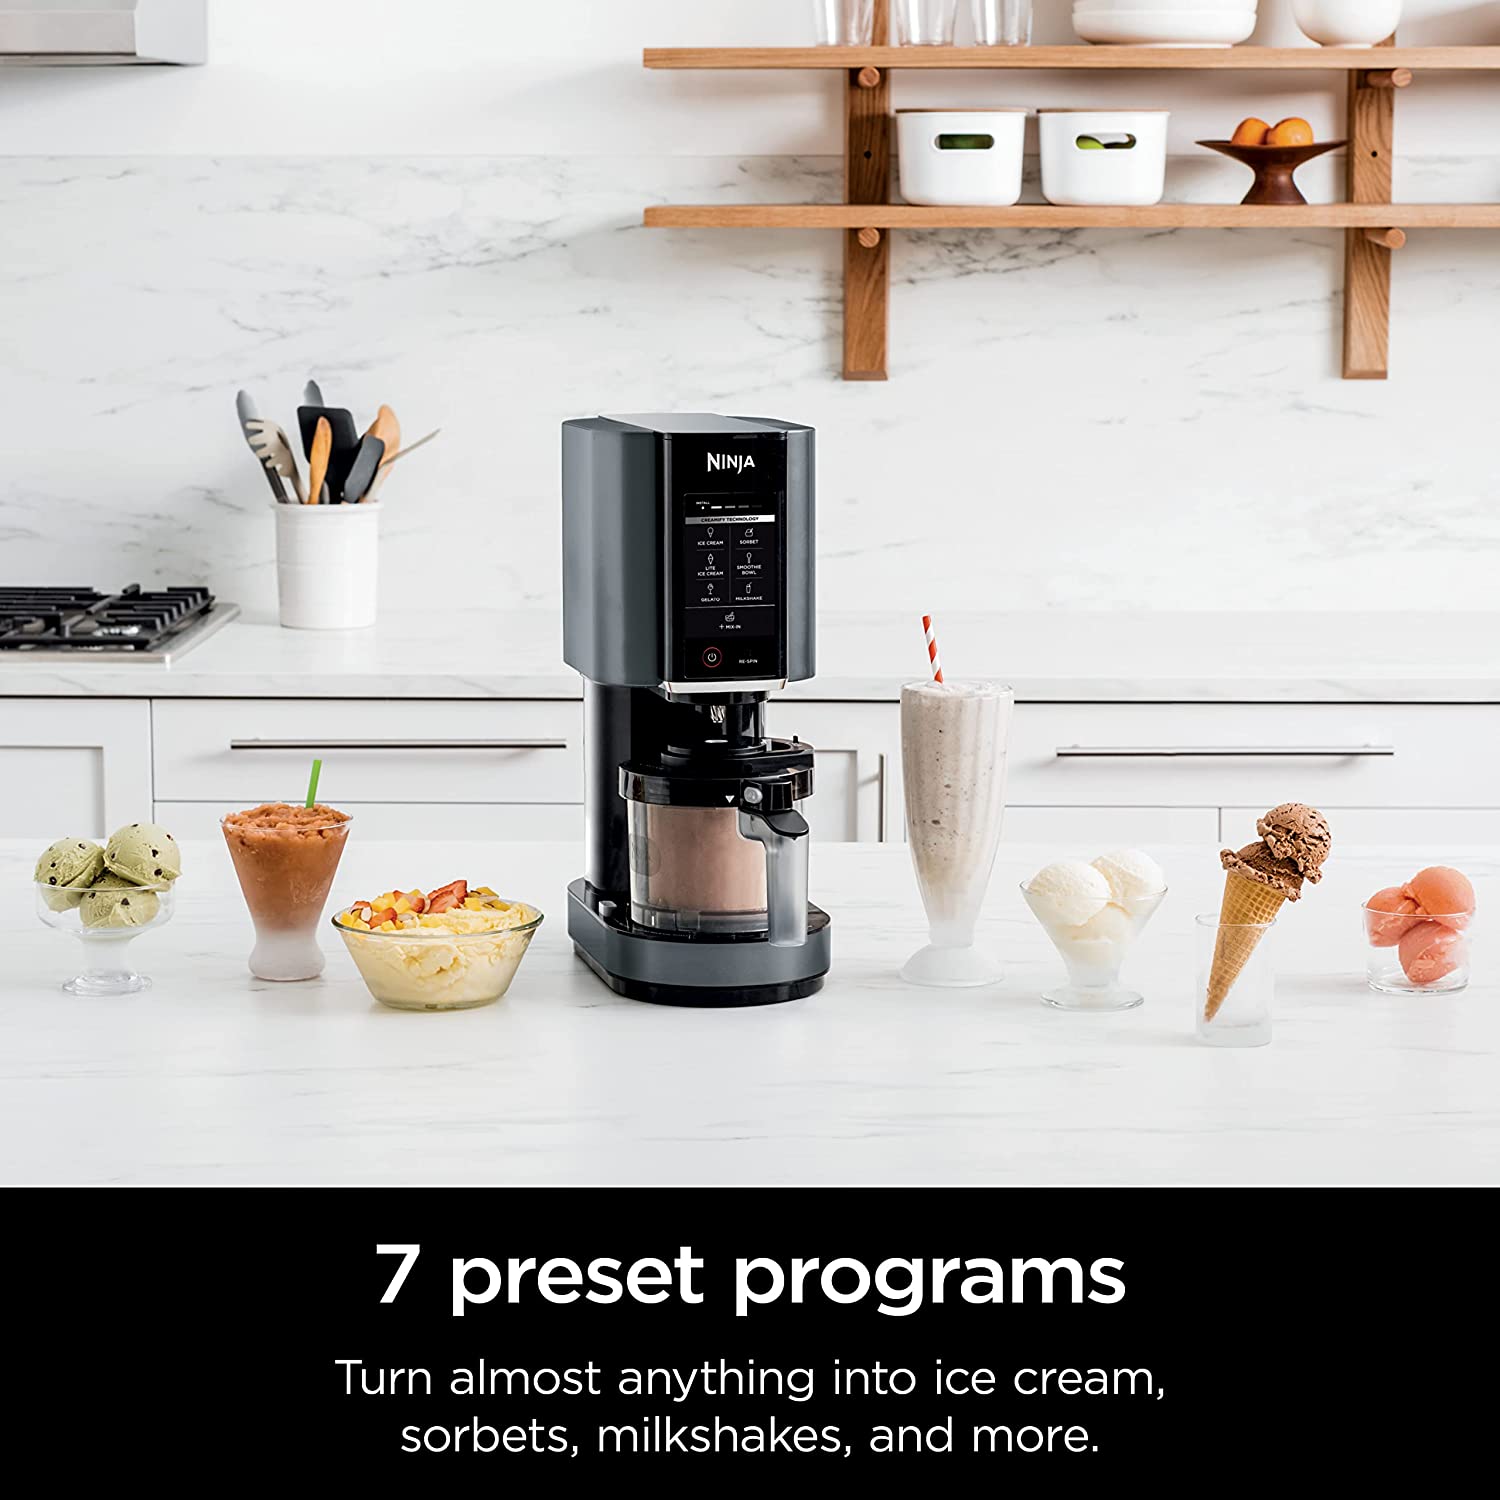 NINJA
INSTALL
CREAMIFY TECHNOLOGY
ICE CREAM
SORBET
LITE
ICE CREAM
SMOOTHIE
BOWL
GELATO
MILKSHAKE
+ MIX-IN
RE-SPIN
7 preset programs
Turn almost anything into ice cream,
sorbets, milkshakes, and more.